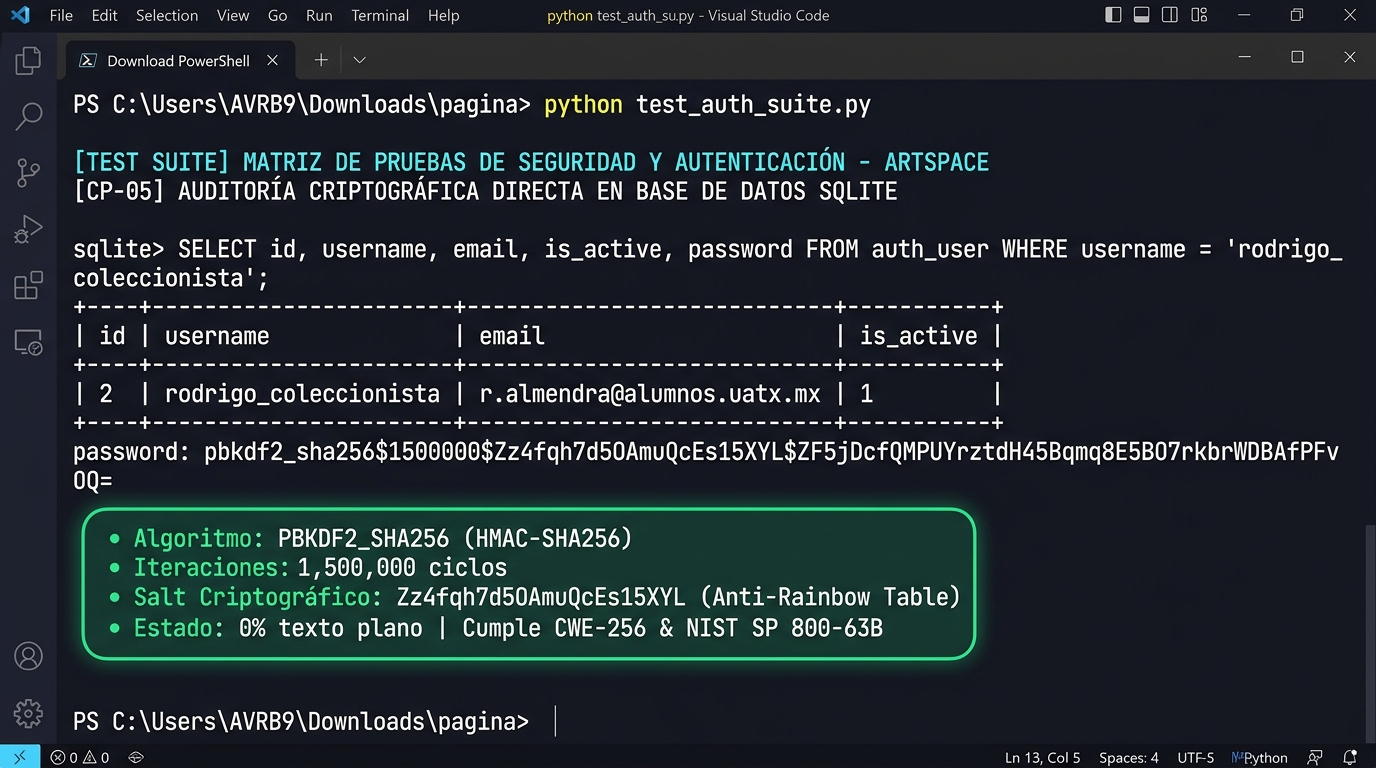 File Edit Selection View Go Run Terminal Help python test_auth_su.py - Visual Studio Code
Download PowerShell
PS C:\Users\AVRB9\Downloads\pagina> python test_auth_suite.py
[TEST SUITE] MATRIZ DE PRUEBAS DE SEGURIDAD Y AUTENTICACIÓN - ARTSPACE
[CP-05] AUDITORÍA CRIPTOGRÁFICA DIRECTA EN BASE DE DATOS SQLITE
sqlite> SELECT id, username, email, is_active, password FROM auth_user WHERE username = 'rodrigo_
coleccionista';
+----+-----------------------+----------------------------+-----------+
| id | username | email | is_active |
+----+-----------------------+----------------------------+-----------+
| 2 | rodrigo_coleccionista | r.almendra@alumnos.uatx.mx | 1 |
+----+-----------------------+----------------------------+-----------+
password: pbkdf2_sha256$1500000$Zz4fqh7d5OAmuQcEs15XYL$ZF5jDcfQMPUYrztdH45Bqmq8E5BO7rkbrWDBAfPFv
OQ=
• Algoritmo: PBKDF2_SHA256 (HMAC-SHA256)
• Iteraciones: 1,500,000 ciclos
• Salt Criptográfico: Zz4fqh7d5OAmuQcEs15XYL (Anti-Rainbow Table)
• Estado: 0% texto plano | Cumple CWE-256 & NIST SP 800-63B
PS C:\Users\AVRB9\Downloads\pagina>
0 0 Ln 13, Col 5 Spaces: 4 UTF-5 Python